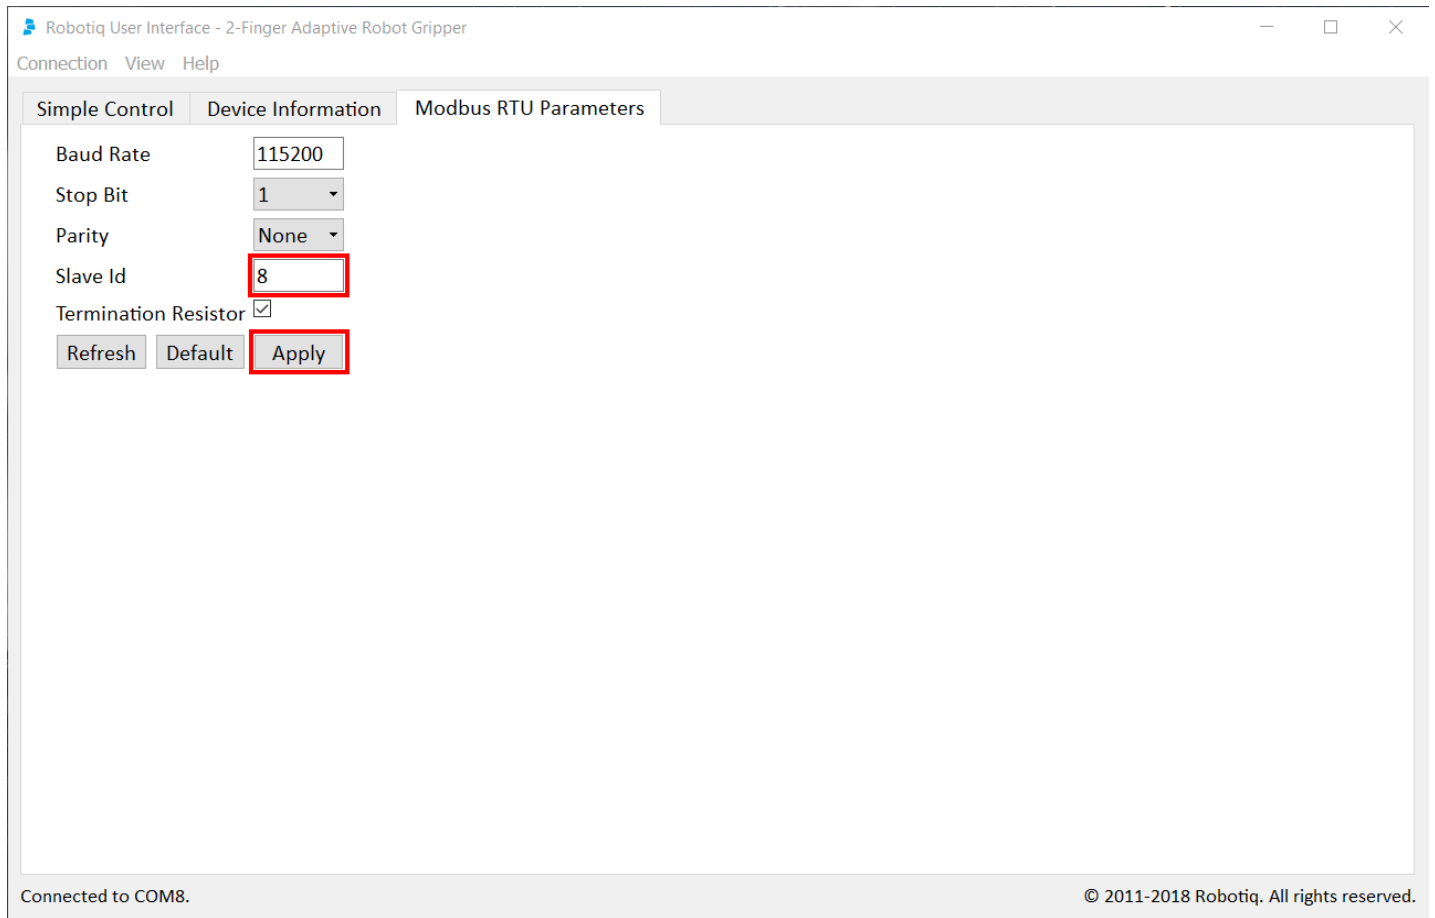 Robotiq User Interface - 2-Finger Adaptive Robot Gripper
Connection View Help
Simple Control Device Information Modbus RTU Parameters
Baud Rate 115200
Stop Bit 1
Parity None
Slave Id 8
Termination Resistor
Refresh Default Apply
Connected to COM8. © 2011-2018 Robotiq. All rights reserved.